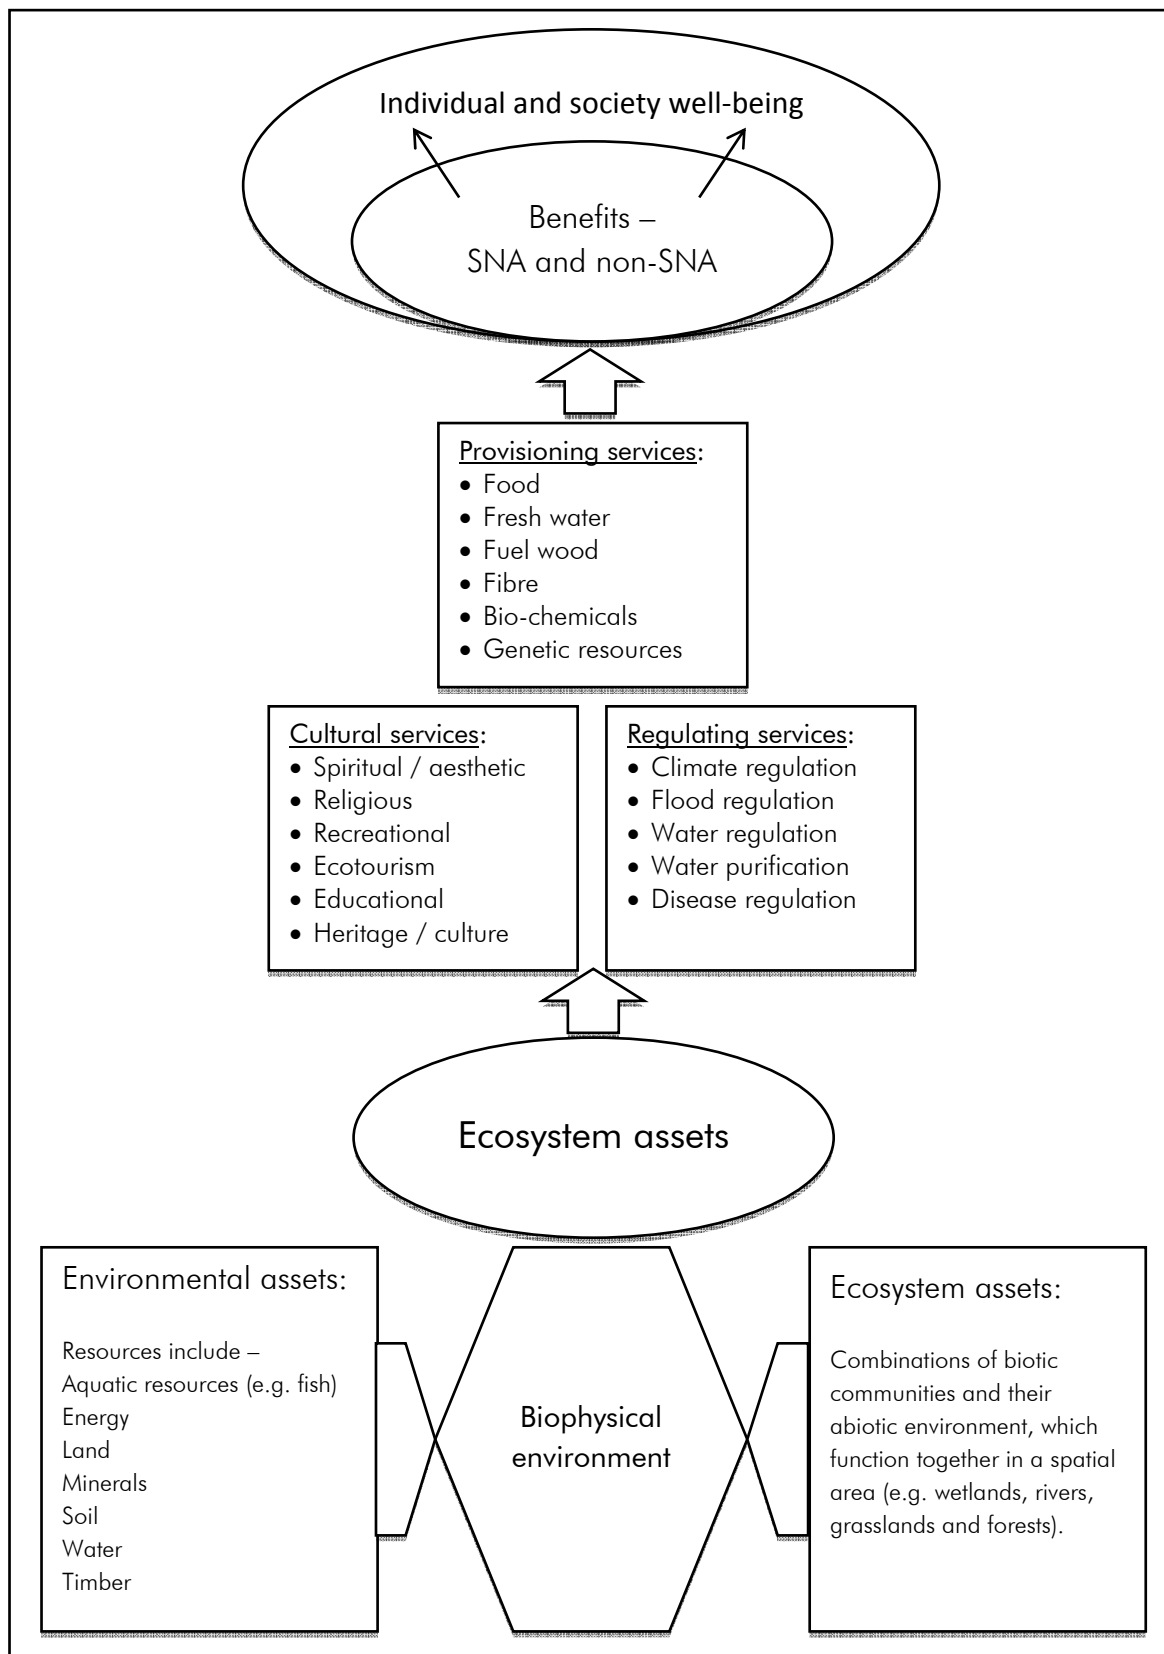 Individual and society well-being
Benefits –
SNA and non-SNA
Provisioning services:
• Food
• Fresh water
• Fuel wood
• Fibre
• Bio-chemicals
• Genetic resources
Cultural services:
• Spiritual / aesthetic
• Religious
• Recreational
• Ecotourism
• Educational
• Heritage / culture
Regulating services:
• Climate regulation
• Flood regulation
• Water regulation
• Water purification
• Disease regulation
Ecosystem assets
Environmental assets:
Resources include –
Aquatic resources (e.g. fish)
Energy
Land
Minerals
Soil
Water
Timber
Biophysical
environment
Ecosystem assets:
Combinations of biotic
communities and their
abiotic environment, which
function together in a spatial
area (e.g. wetlands, rivers,
grasslands and forests).